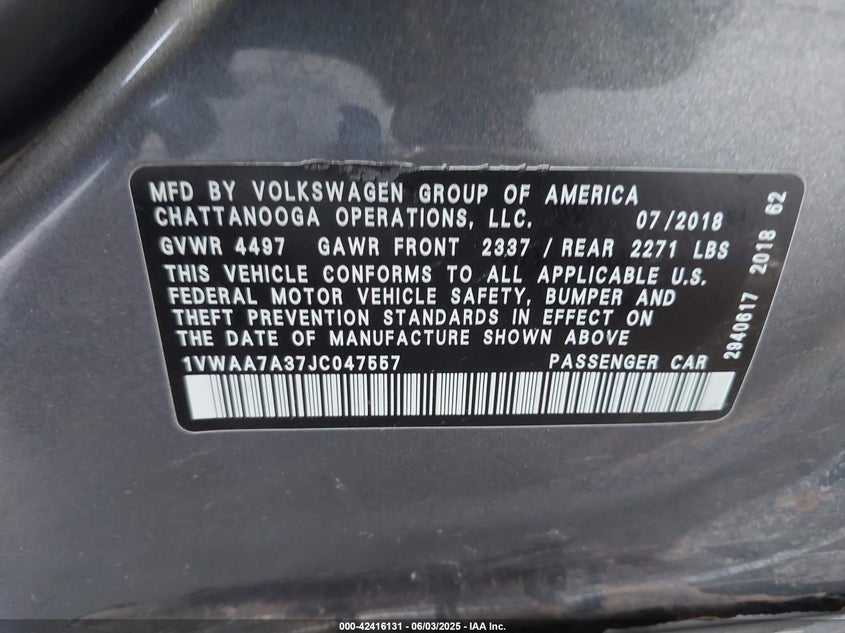 MFD BY VOLKSWAGEN GROUP OF AMERICA
CHATTANOOGA OPERATIONS, LLC. 07/2018
GVWR 4497 GAWR FRONT 2337 / REAR 2271 LBS
THIS VEHICLE CONFORMS TO ALL APPLICABLE U.S.
FEDERAL MOTOR VEHICLE SAFETY, BUMPER AND
THEFT PREVENTION STANDARDS IN EFFECT ON
THE DATE OF MANUFACTURE SHOWN ABOVE
1VWAA7A37JC047557 PASSENGER CAR
2940617 2018 62
000-42416131 - 06/03/2025 - IAA Inc.